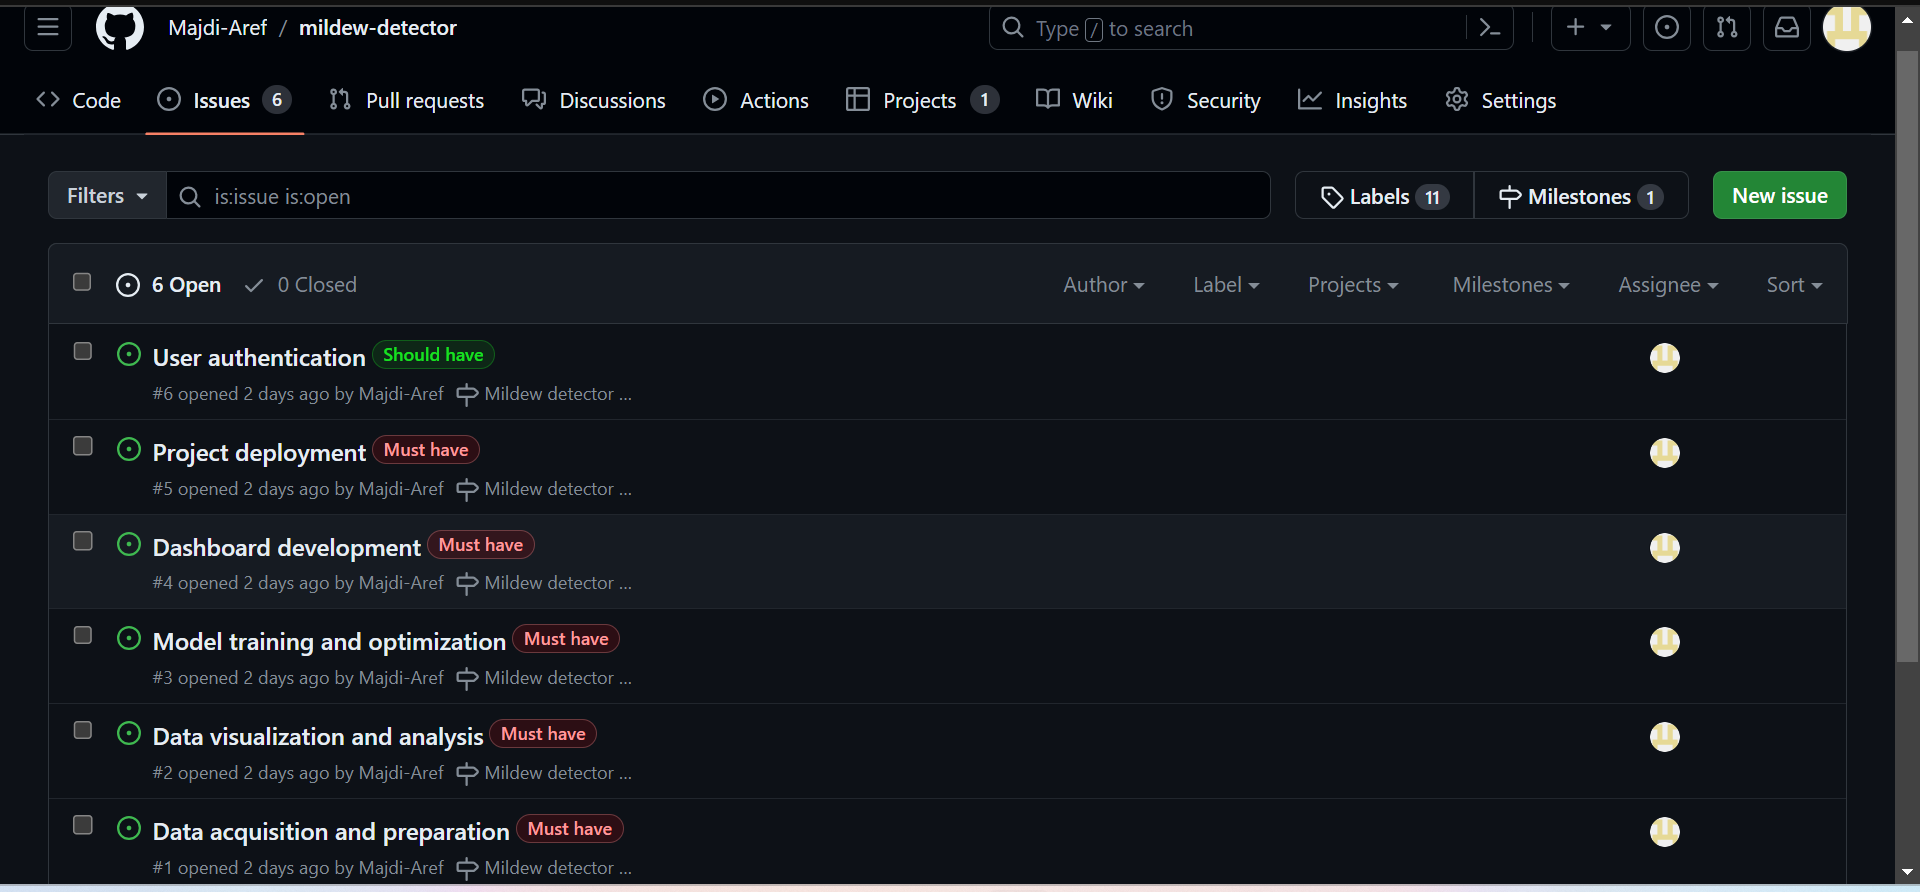 Majdi-Aref / mildew-detector Type / to search
Code Issues 6 Pull requests Discussions Actions Projects 1 Wiki Security Insights Settings
Filters is:issue is:open Labels 11 Milestones 1 New issue
6 Open 0 Closed Author Label Projects Milestones Assignee Sort
User authentication Should have
#6 opened 2 days ago by Majdi-Aref Mildew detector ...
Project deployment Must have
#5 opened 2 days ago by Majdi-Aref Mildew detector ...
Dashboard development Must have
#4 opened 2 days ago by Majdi-Aref Mildew detector ...
Model training and optimization Must have
#3 opened 2 days ago by Majdi-Aref Mildew detector ...
Data visualization and analysis Must have
#2 opened 2 days ago by Majdi-Aref Mildew detector ...
Data acquisition and preparation Must have
#1 opened 2 days ago by Majdi-Aref Mildew detector ...